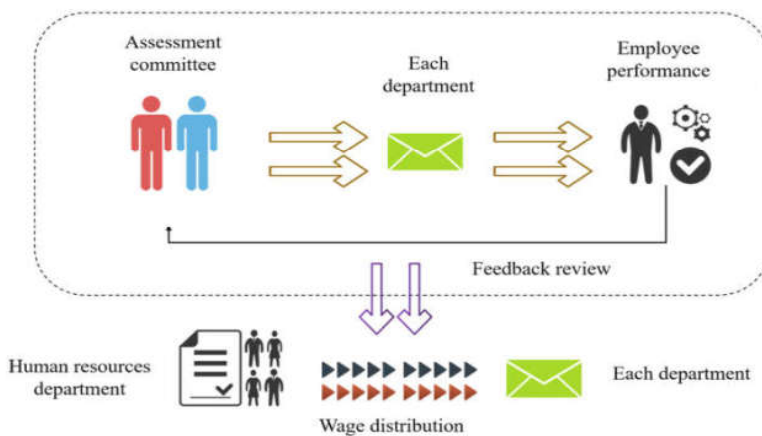 Assessment
committee
Each
department
Employee
performance
Feedback review
Human resources
department
Each department
Wage distribution